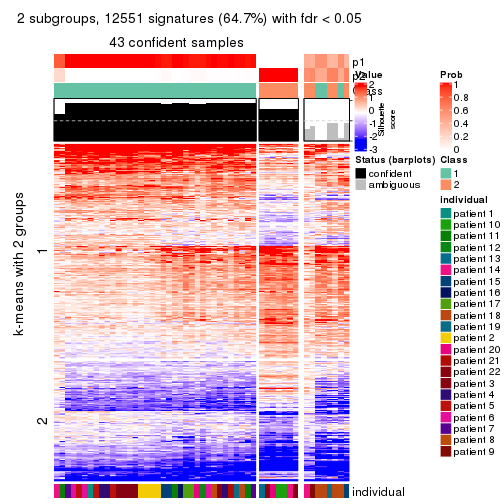 2 subgroups, 12551 signatures (64.7%) with fdr < 0.05
43 confident samples
p1
p2
Class
Silhouette
score
k-means with 2 groups
1
2
individual
Value
2
1
0
-1
-2
-3
Status (barplots)
confident
ambiguous
Prob
1
0.8
0.6
0.4
0.2
0
Class
1
2
individual
patient 1
patient 10
patient 11
patient 12
patient 13
patient 14
patient 15
patient 16
patient 17
patient 18
patient 19
patient 2
patient 20
patient 21
patient 22
patient 3
patient 4
patient 5
patient 6
patient 7
patient 8
patient 9